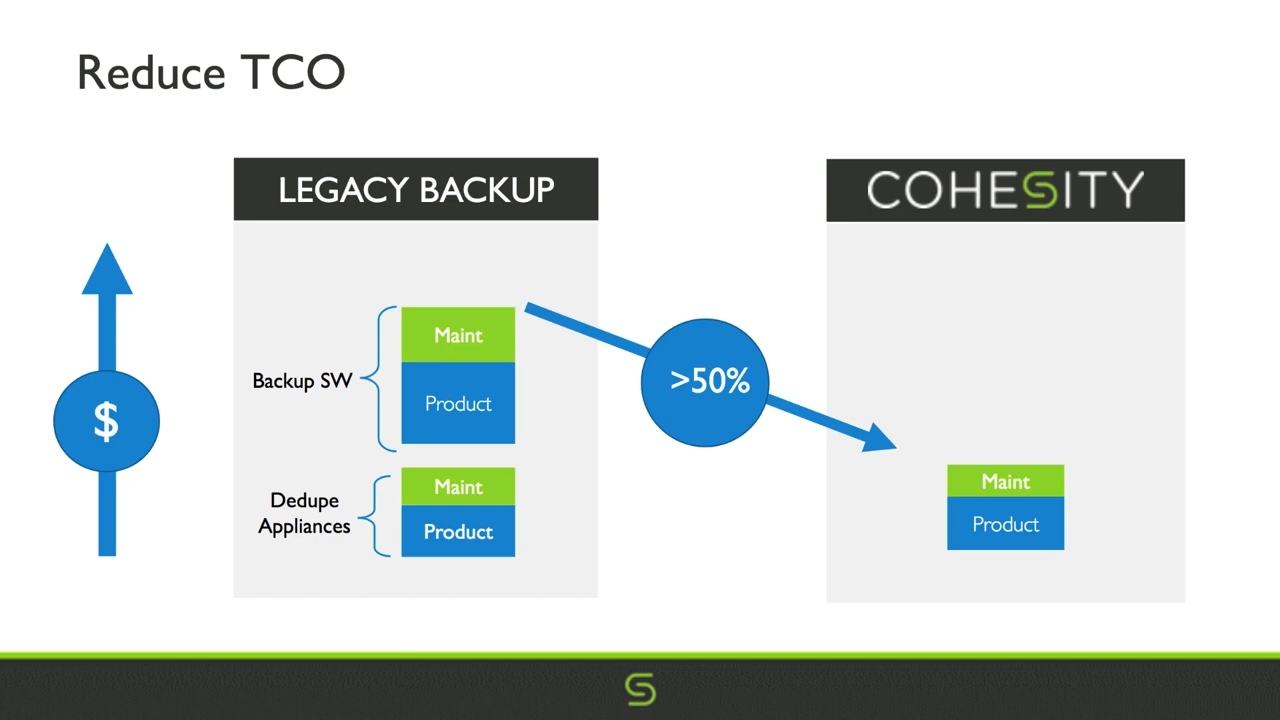 Reduce TCO
LEGACY BACKUP
COHESITY
$
Backup SW
Maint
Product
Dedupe
Appliances
Maint
Product
>50%
Maint
Product